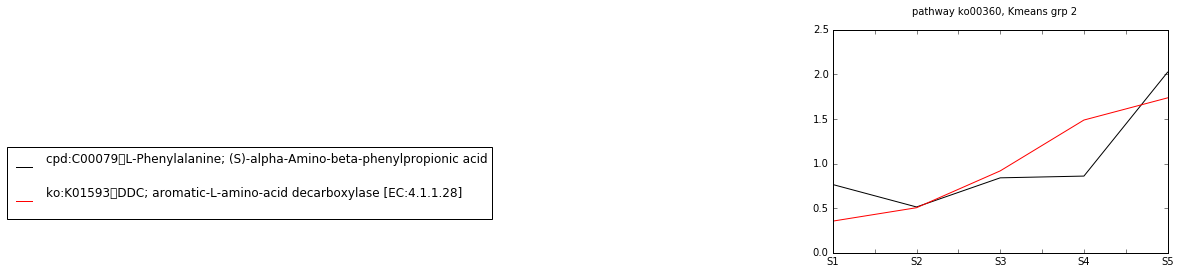 pathway ko00360, Kmeans grp 2
2.5
2.0
1.5
1.0
0.5
0.0
S1 S2 S3 S4 S5
cpd:C00079▯L-Phenylalanine; (S)-alpha-Amino-beta-phenylpropionic acid
ko:K01593▯DDC; aromatic-L-amino-acid decarboxylase [EC:4.1.1.28]